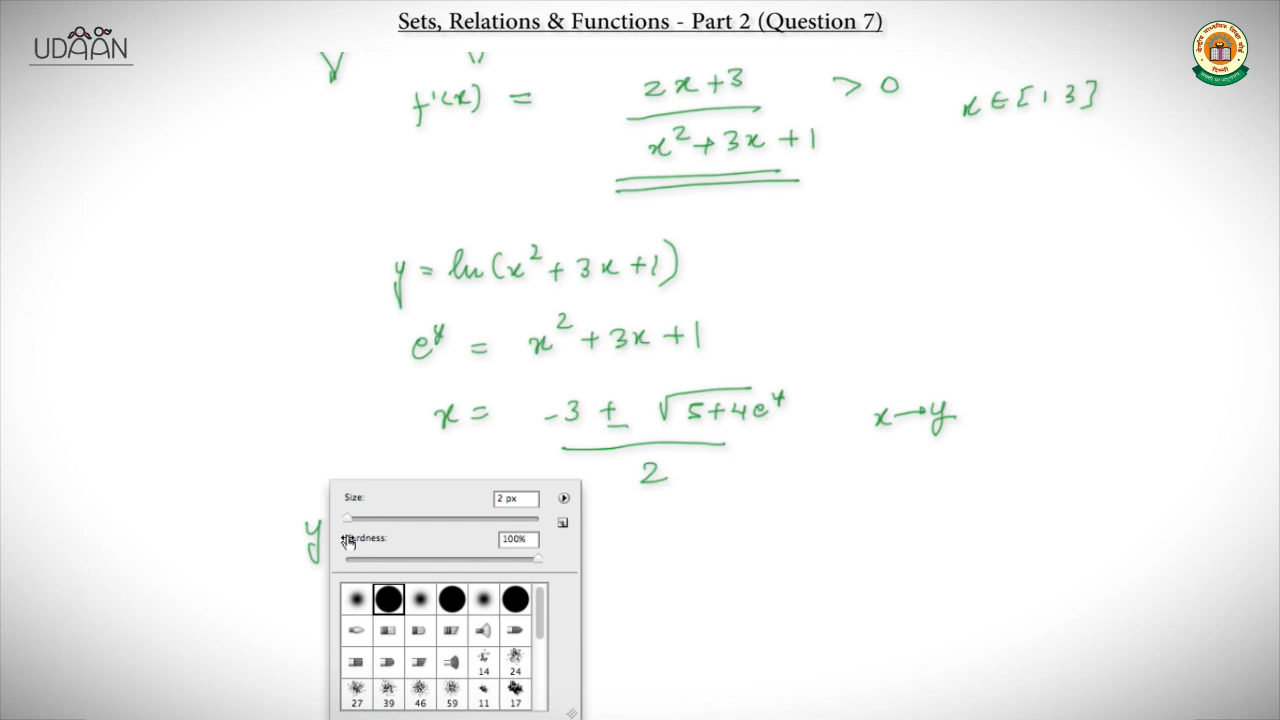 Sets, Relations & Functions - Part 2 (Question 7)
UDAAN
f'(x) = 2x+3 / x² + 3x + 1 > 0 x ∈ [1 3]
y = ln(x² + 3x + 1)
e^y = x² + 3x + 1
x = -3 ± √5+4e^y / 2 x → y
y
Size: 2 px
Hardness: 100%
14 24
27 39 46 59 11 17